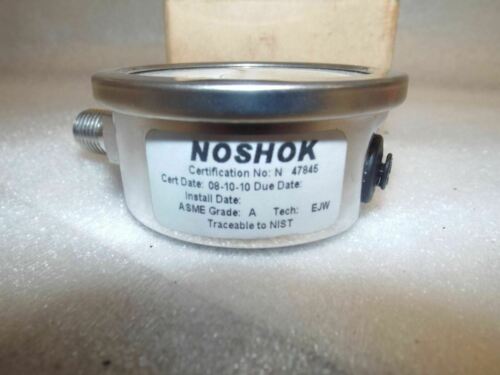 NOSHOK
Certification No: N 47845
Cert Date: 08-10-10 Due Date:
Install Date:
ASME Grade: A Tech: EJW
Traceable to NIST